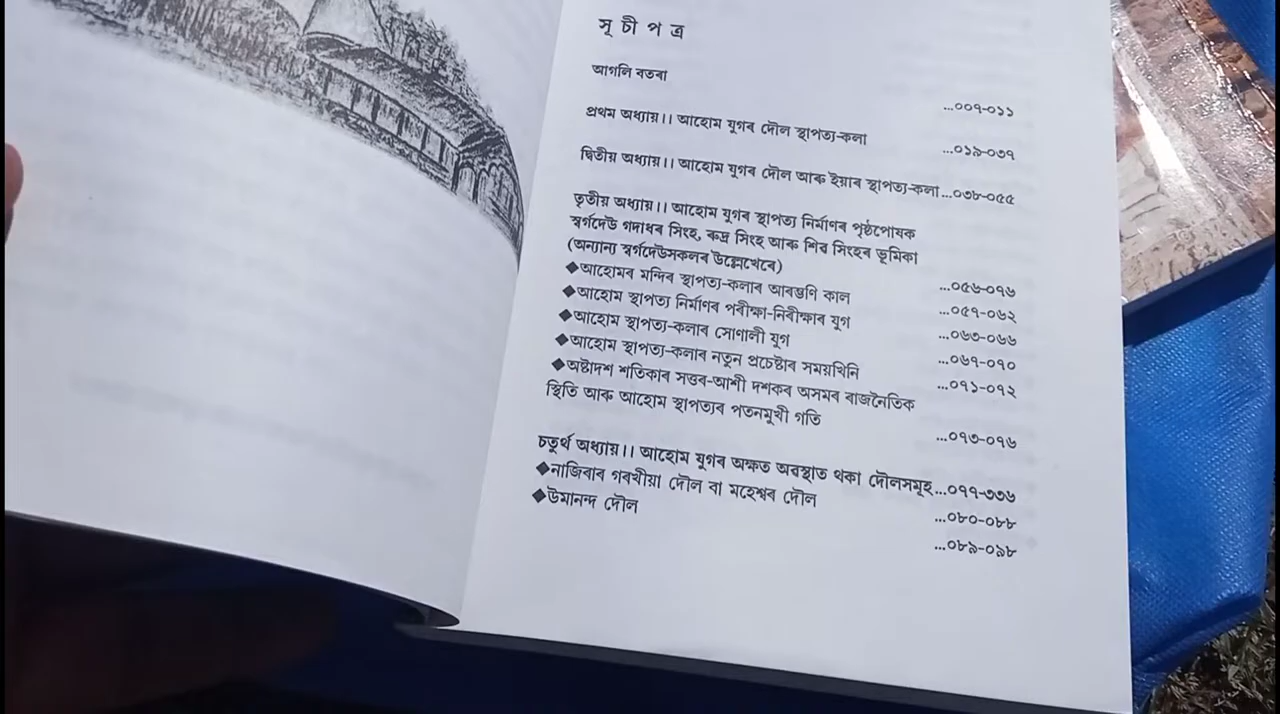 সূচীপত্ৰ
আগলি বতৰা ...০০৭-০১১
প্ৰথম অধ্যায়।। আহোম যুগৰ দৌল স্থাপত্য-কলা ...০১৯-০৩৭
দ্বিতীয় অধ্যায়।। আহোম যুগৰ দৌল আৰু ইয়াৰ স্থাপত্য-কলা...০৩৮-০৫৫
তৃতীয় অধ্যায়।। আহোম যুগৰ স্থাপত্য নিৰ্মাণৰ পৃষ্ঠপোষক
স্বৰ্গদেউ গদাধৰ সিংহ, ৰুদ্ৰ সিংহ আৰু শিৱ সিংহৰ ভূমিকা
(অন্যান্য স্বৰ্গদেউসকলৰ উল্লেখেৰে) ...০৫৬-০৭৬
◆আহোমৰ মন্দিৰ স্থাপত্য-কলাৰ আৰম্ভণি কাল ...০৫৭-০৬২
◆আহোম স্থাপত্য নিৰ্মাণৰ পৰীক্ষা-নিৰীক্ষাৰ যুগ ...০৬৩-০৬৬
◆আহোম স্থাপত্য-কলাৰ সোণালী যুগ ...০৬৭-০৭০
◆আহোম স্থাপত্য-কলাৰ নতুন প্ৰচেষ্টাৰ সময়খিনি ...০৭১-০৭২
◆অষ্টাদশ শতিকাৰ সত্তৰ-আশী দশকৰ অসমৰ ৰাজনৈতিক
স্থিতি আৰু আহোম স্থাপত্যৰ পতনমুখী গতি ...০৭৩-০৭৬
চতুৰ্থ অধ্যায়।। আহোম যুগৰ অক্ষত অৱস্থাত থকা দৌলসমূহ...০৭৭-৩৩৬
◆নাজিৰাৰ গৰখীয়া দৌল বা মহেশ্বৰ দৌল ...০৮০-০৮৮
◆উমানন্দ দৌল ...০৮৯-০৯৮